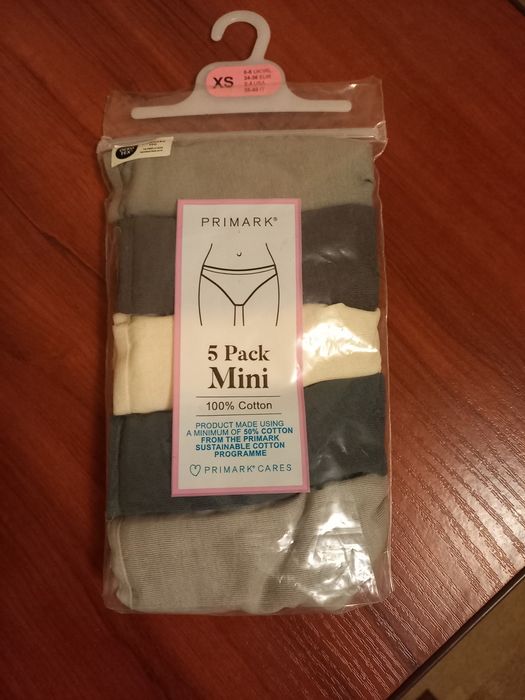 XS
PRIMARK®
5 Pack
Mini
100% Cotton
PRODUCT MADE USING
A MINIMUM OF 50% COTTON
FROM THE PRIMARK
SUSTAINABLE COTTON
PROGRAMME
PRIMARK® CARES